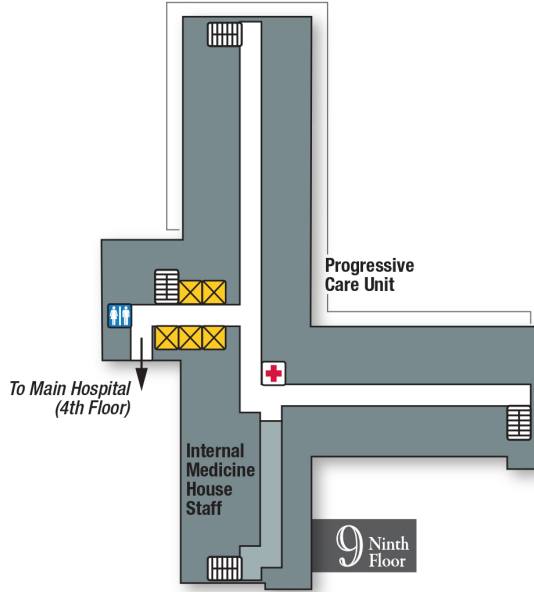 Progressive
Care Unit
To Main Hospital
(4th Floor)
Internal
Medicine
House
Staff
9 Ninth
Floor